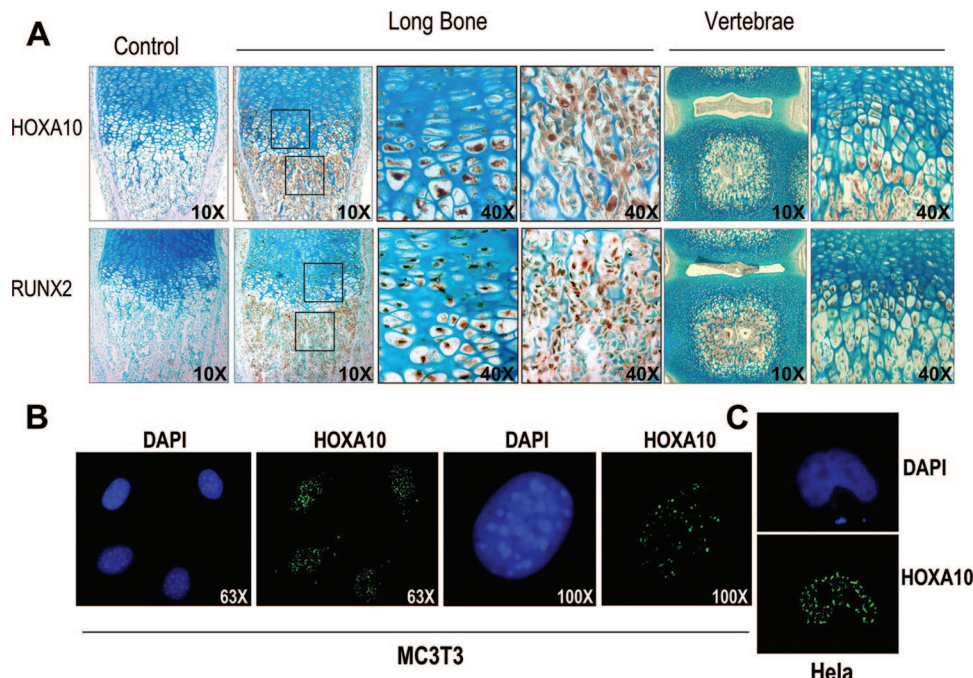 A
Control
Long Bone
Vertebrae
HOXA10
10X
10X
40X
40X
10X
40X
RUNX2
10X
10X
40X
40X
10X
40X
B
DAPI
HOXA10
DAPI
HOXA10
63X
63X
100X
100X
MC3T3
C
DAPI
HOXA10
Hela